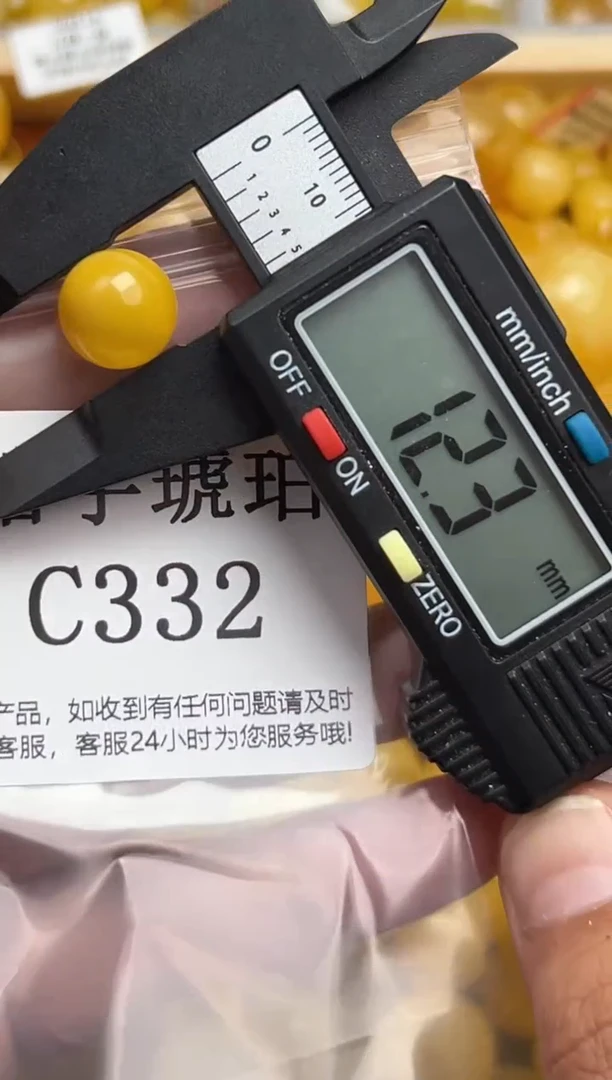 0
10
1 2 3 4 5
mm/inch
OFF
ON
12.3
mm
ZERO
字琥珀
C332
产品，如收到有任何问题请及时
客服，客服24小时为您服务哦!